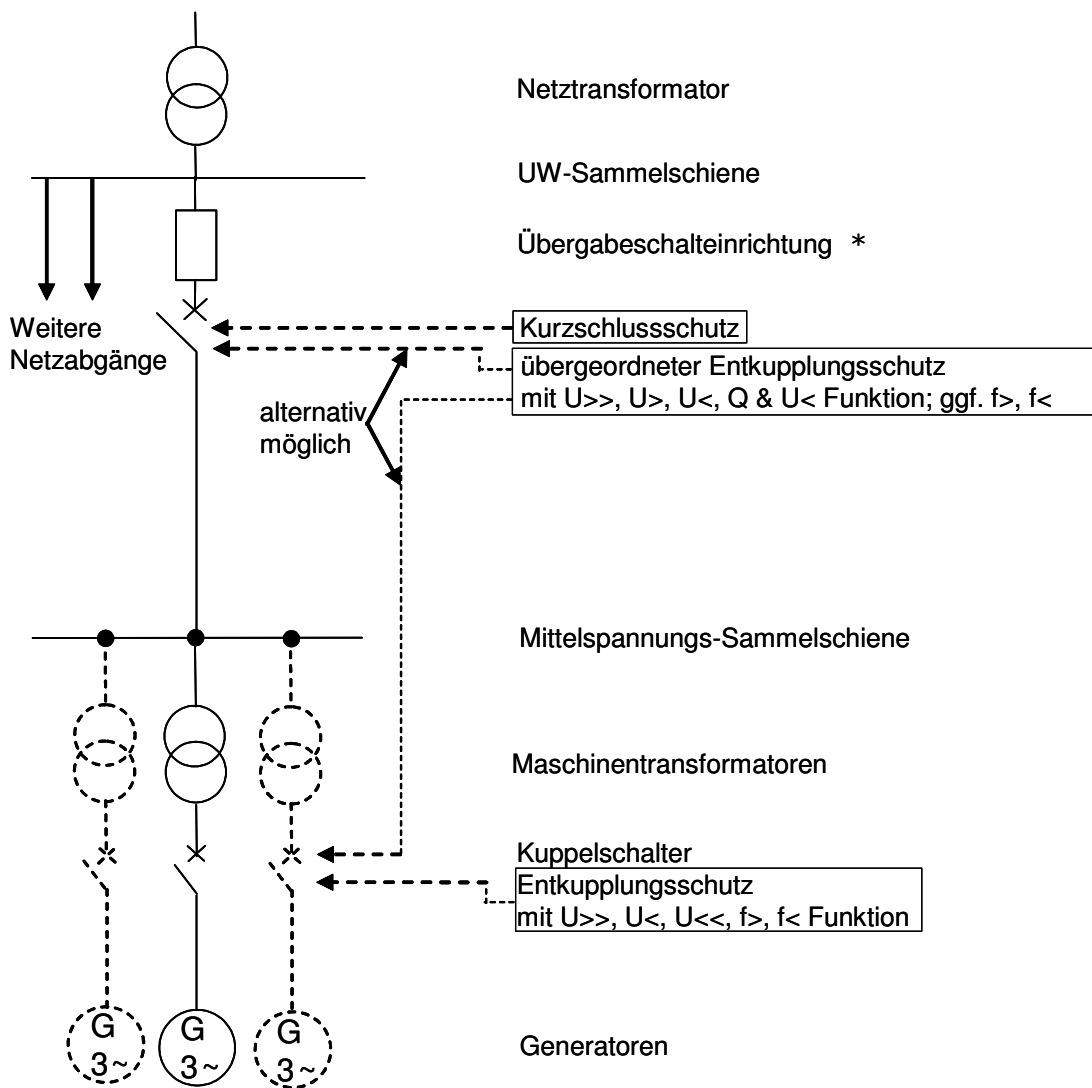 Netztransformator
UW-Sammelschiene
Übergabeschalteinrichtung *
Weitere
Netzabgänge
Kurzschlussschutz
übergeordneter Entkupplungsschutz
mit U>>, U>, U<, Q & U< Funktion; ggf. f>, f<
alternativ
möglich
Mittelspannungs-Sammelschiene
Maschinentransformatoren
Kuppelschalter
Entkupplungsschutz
mit U>>, U<, U<<, f>, f< Funktion
G
3~
G
3~
G
3~
Generatoren